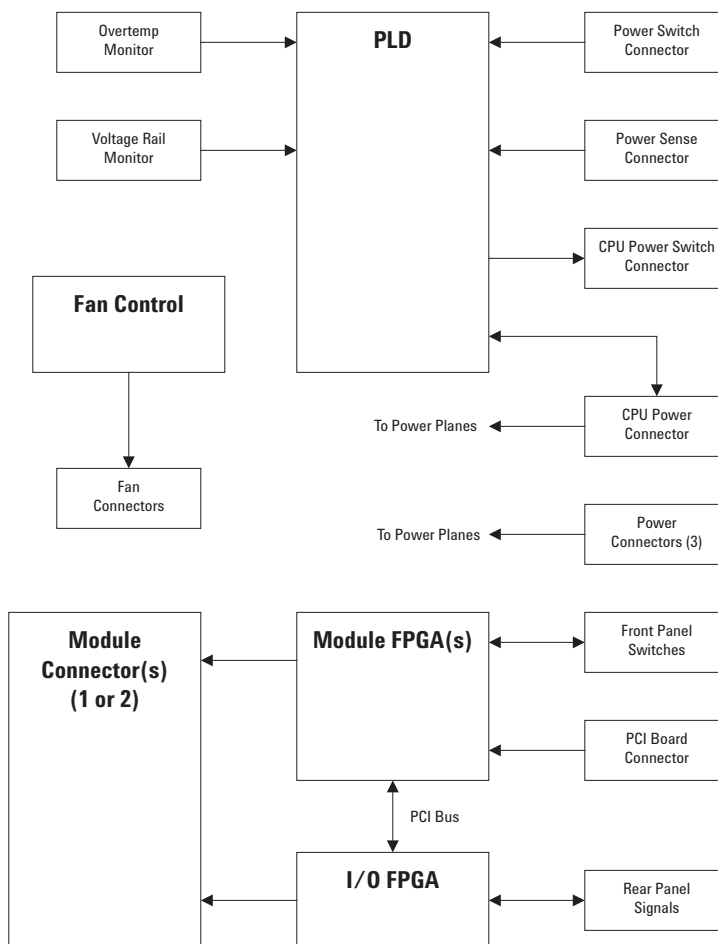 Overtemp
Monitor
PLD
Power Switch
Connector
Voltage Rail
Monitor
Power Sense
Connector
CPU Power Switch
Connector
Fan Control
To Power Planes
CPU Power
Connector
Fan
Connectors
To Power Planes
Power
Connectors (3)
Module
Connector(s)
(1 or 2)
Module FPGA(s)
Front Panel
Switches
PCI Board
Connector
PCI Bus
I/O FPGA
Rear Panel
Signals